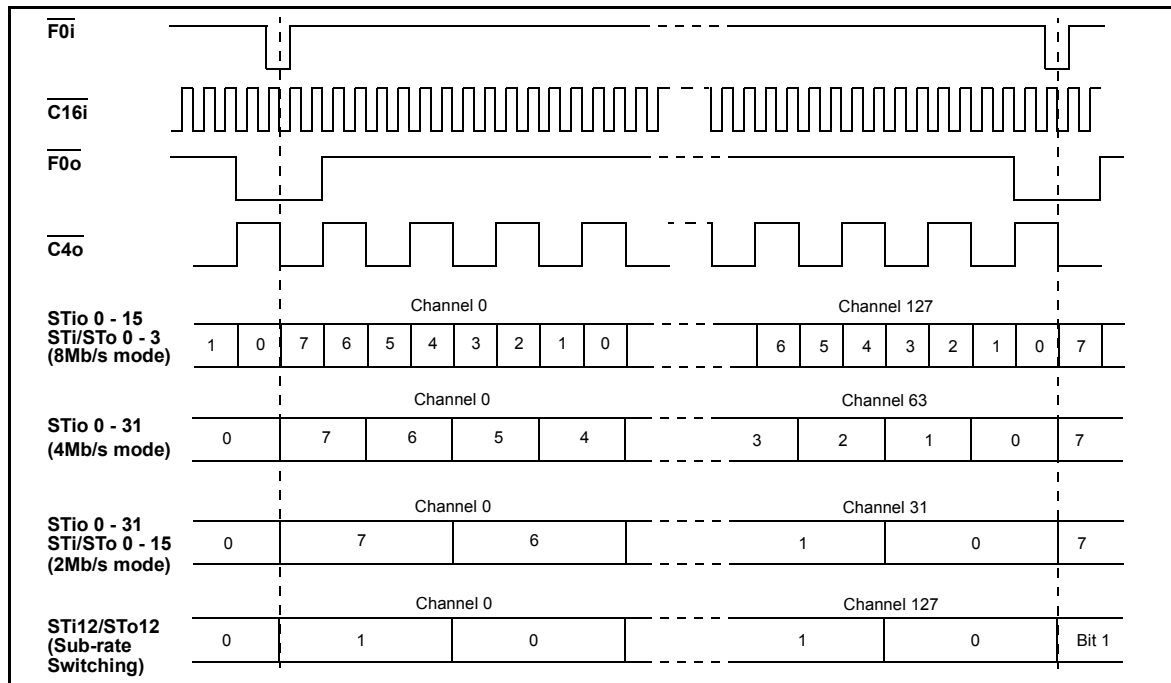 F0i
C16i
F0o
C4o
Channel 0
Channel 127
STio 0 - 15
STi/STo 0 - 3
(8Mb/s mode)
1 0 7 6 5 4 3 2 1 0 6 5 4 3 2 1 0 7
Channel 0
Channel 63
STio 0 - 31
(4Mb/s mode)
0 7 6 5 4 3 2 1 0 7
Channel 0
Channel 31
STio 0 - 31
STi/STo 0 - 15
(2Mb/s mode)
0 7 6 1 0 7
Channel 0
Channel 127
STi12/STo12
(Sub-rate
Switching)
0 1 0 1 0 Bit 1